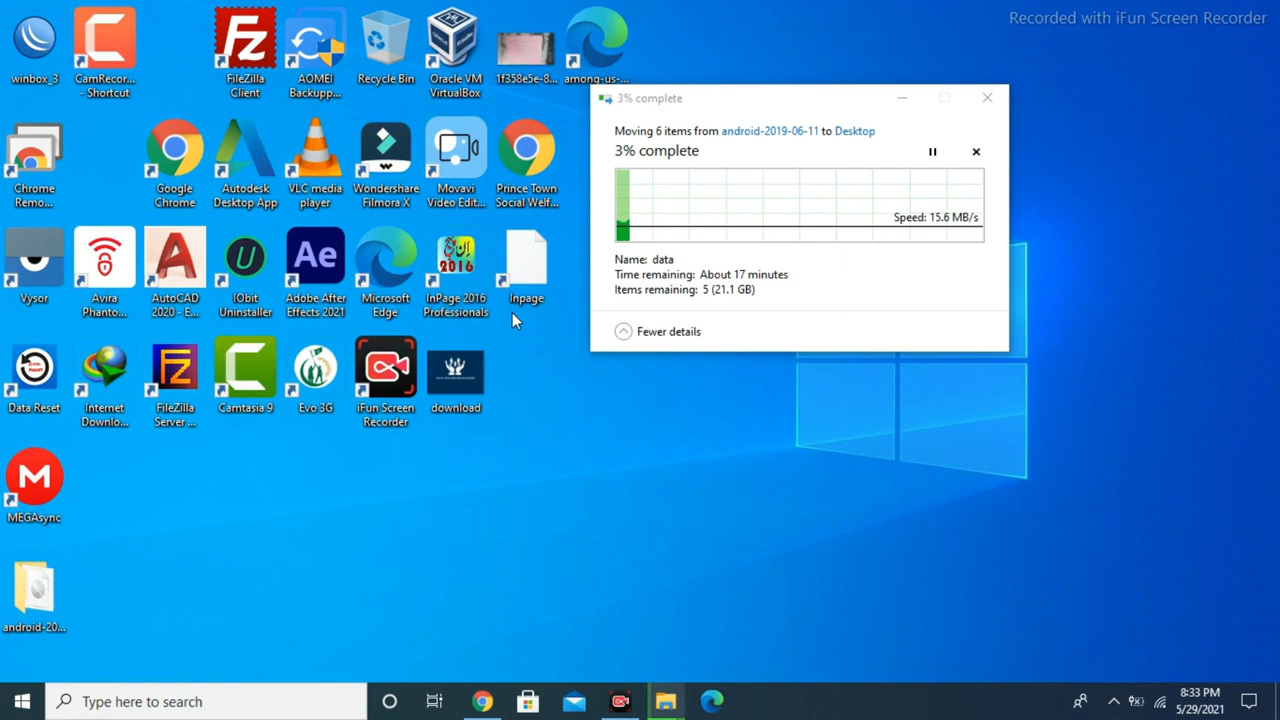 Recorded with iFun Screen Recorder
winbox_3
CamRecor...
- Shortcut
FileZilla
Client
AOMEI
Backupp...
Recycle Bin
Oracle VM
VirtualBox
1f358e5e-8...
among-us-...
Chrome
Remo...
Google
Chrome
Autodesk
Desktop App
VLC media
player
Wondershare
Filmora X
Movavi
Video Edit...
Prince Town
Social Welf...
Vysor
Avira
Phanto...
AutoCAD
2020 - E...
IObit
Uninstaller
Ae
Adobe After
Effects 2021
Microsoft
Edge
2016
InPage 2016
Professionals
Inpage
Data Reset
Internet
Downlo...
FileZilla
Server ...
Camtasia 9
Evo 3G
iFun Screen
Recorder
download
MEGAsync
android-20...
3% complete
Moving 6 items from android-2019-06-11 to Desktop
3% complete
Speed: 15.6 MB/s
Name: data
Time remaining: About 17 minutes
Items remaining: 5 (21.1 GB)
Fewer details
Type here to search
8:33 PM
5/29/2021